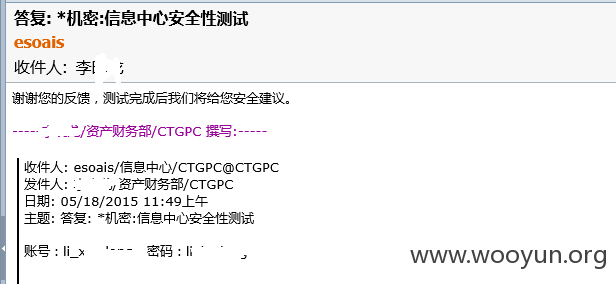 答复: *机密:信息中心安全性测试
esoais
收件人: 李
谢谢您的反馈，测试完成后我们将给您安全建议。
/资产财务部/CTGPC 撰写:-----
收件人: esoais/信息中心/CTGPC@CTGPC
发件人: /资产财务部/CTGPC
日期: 05/18/2015 11:49上午
主题: 答复: *机密:信息中心安全性测试
账号：li_x 密码：li
www.wooyun.org